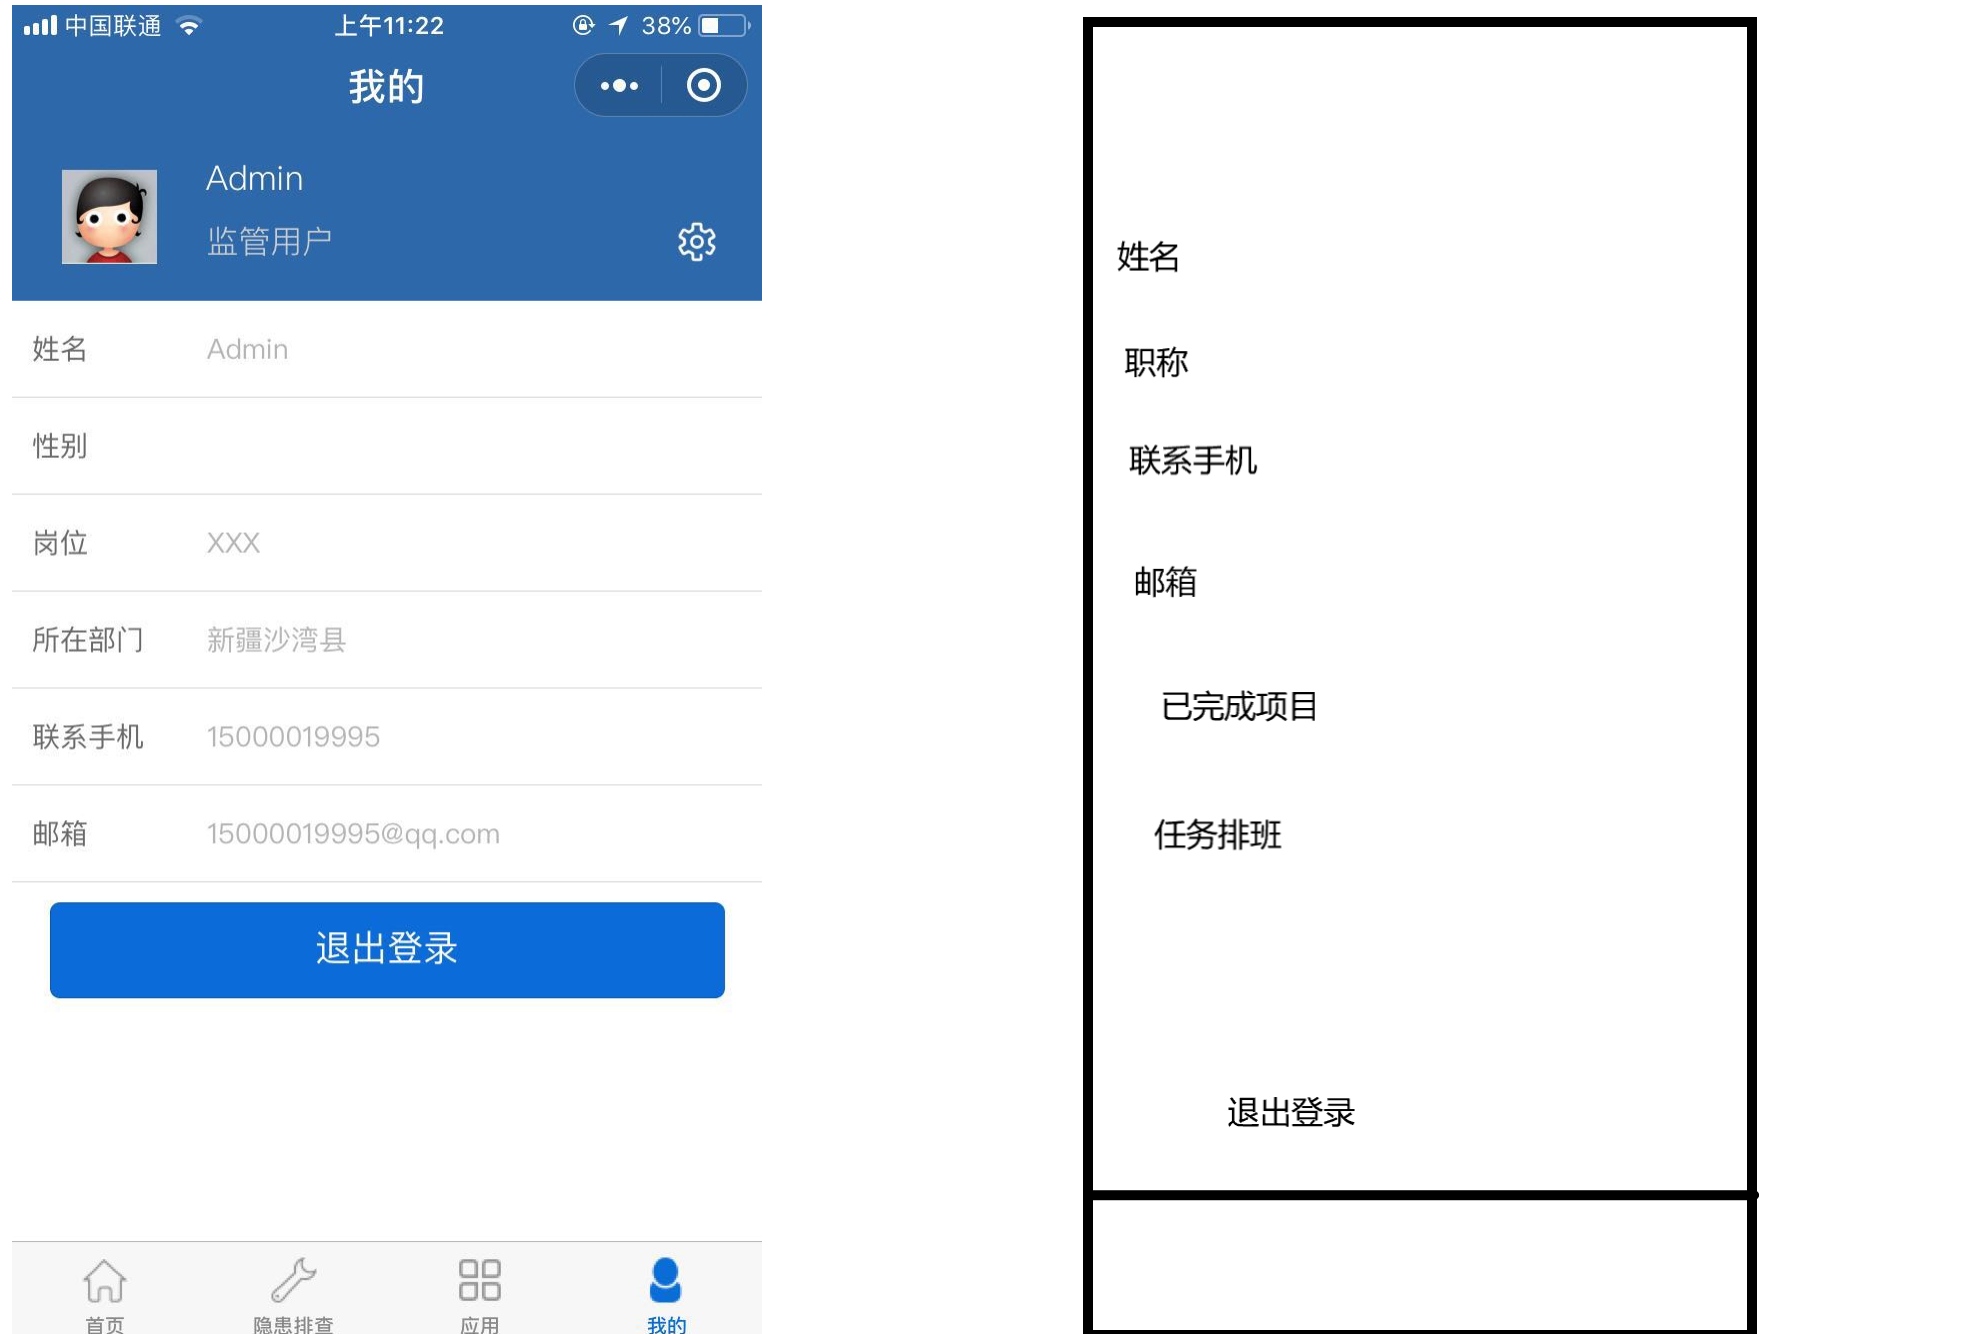 中国联通 上午11:22 38%
我的
Admin
监管用户
姓名 Admin
性别
岗位 XXX
所在部门 新疆沙湾县
联系手机 15000019995
邮箱 15000019995@qq.com
退出登录
首页 隐患排查 应用 我的
姓名
职称
联系手机
邮箱
已完成项目
任务排班
退出登录